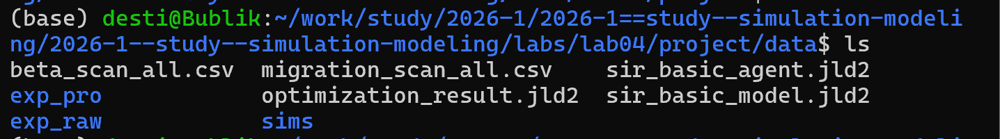 (base) desti@Bublik:~/work/study/2026-1/2026-1==study--simulation-modeli
ng/2026-1--study--simulation-modeling/labs/lab04/project/data$ ls
beta_scan_all.csv  migration_scan_all.csv    sir_basic_agent.jld2
exp_pro            optimization_result.jld2  sir_basic_model.jld2
exp_raw            sims